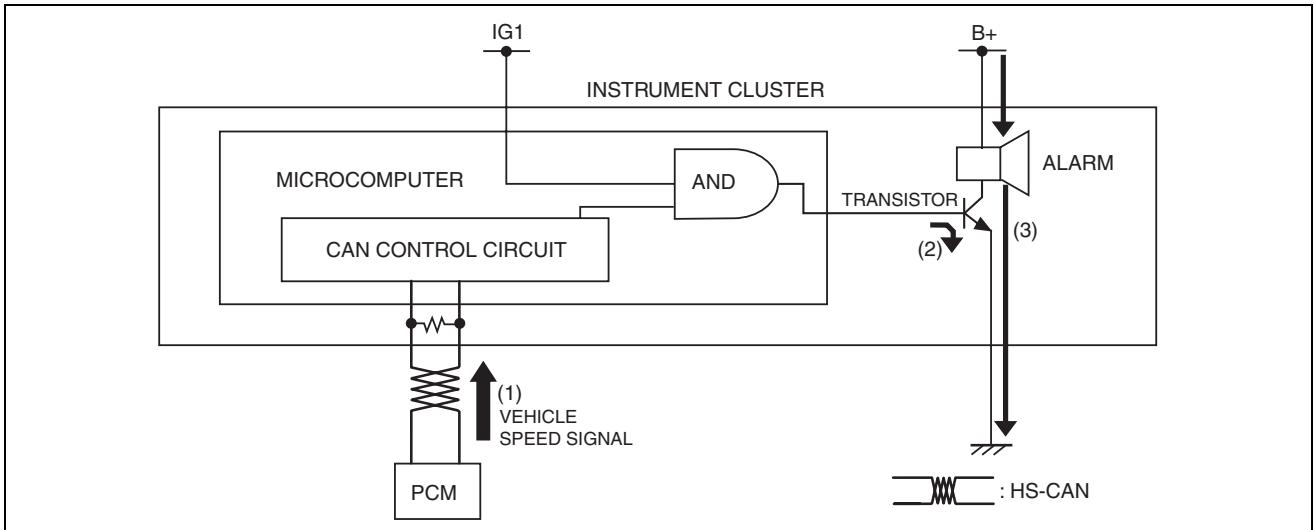 IG1
B+
INSTRUMENT CLUSTER
MICROCOMPUTER
AND
ALARM
TRANSISTOR
CAN CONTROL CIRCUIT
(2)
(3)
(1)
VEHICLE
SPEED SIGNAL
PCM
: HS-CAN